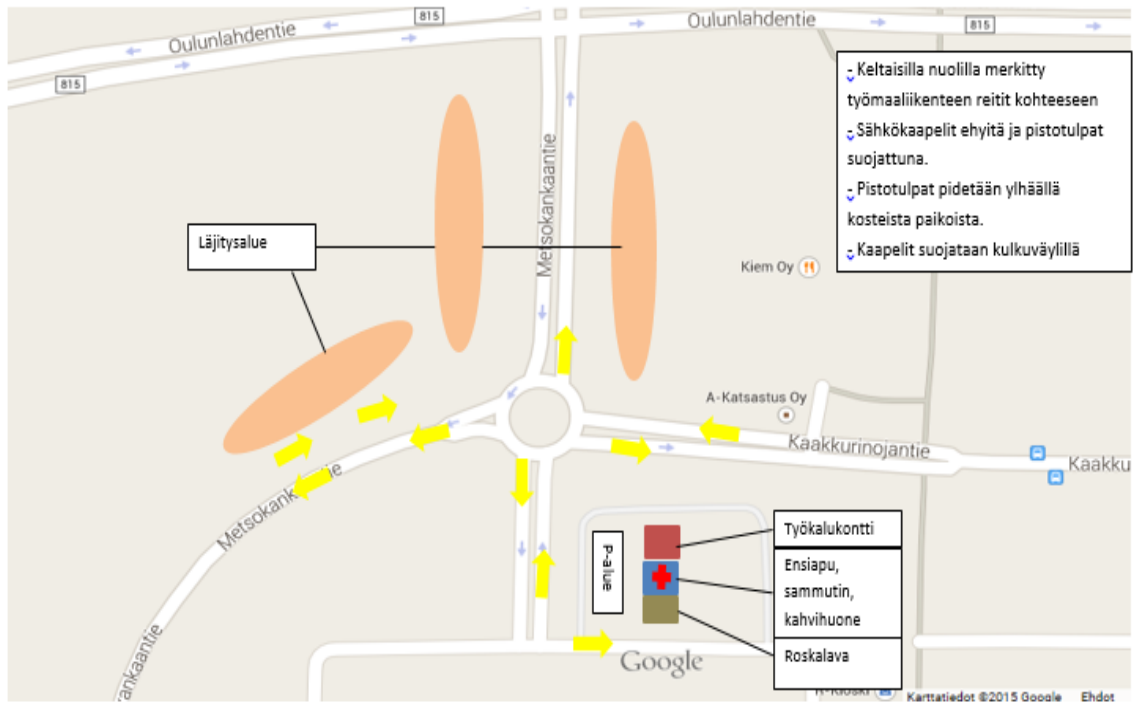 815
Oulunlahdentie
Oulunlahdentie
815
815
- Keltaisilla nuolilla merkitty
työmaaliikenteen reitit kohteeseen
- Sähkökaapelit ehyitä ja pistotulpat
suojattuna.
- Pistotulpat pidetään ylhäällä
kosteista paikoista.
- Kaapelit suojataan kulkuväylillä
Metsokankaantie
Läjitysalue
Kiem Oy
A-Katsastus Oy
Kaakkurinojantie
Kaakku
Metsokankaantie
P-alue
Työkalukontti
Ensiapu,
sammutin,
kahvihuone
Roskalava
Google
R-Kioski
Karttatiedot ©2015 Google Ehdot